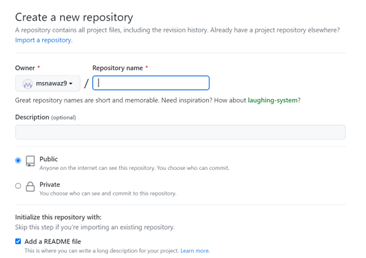 Create a new repository
A repository contains all project files, including the revision history. Already have a project repository elsewhere?
Import a repository.
Owner * Repository name *
msnawaz9 /
Great repository names are short and memorable. Need inspiration? How about laughing-system?
Description (optional)
Public
Anyone on the internet can see this repository. You choose who can commit.
Private
You choose who can see and commit to this repository.
Initialize this repository with:
Skip this step if you're importing an existing repository.
Add a README file
This is where you can write a long description for your project. Learn more.